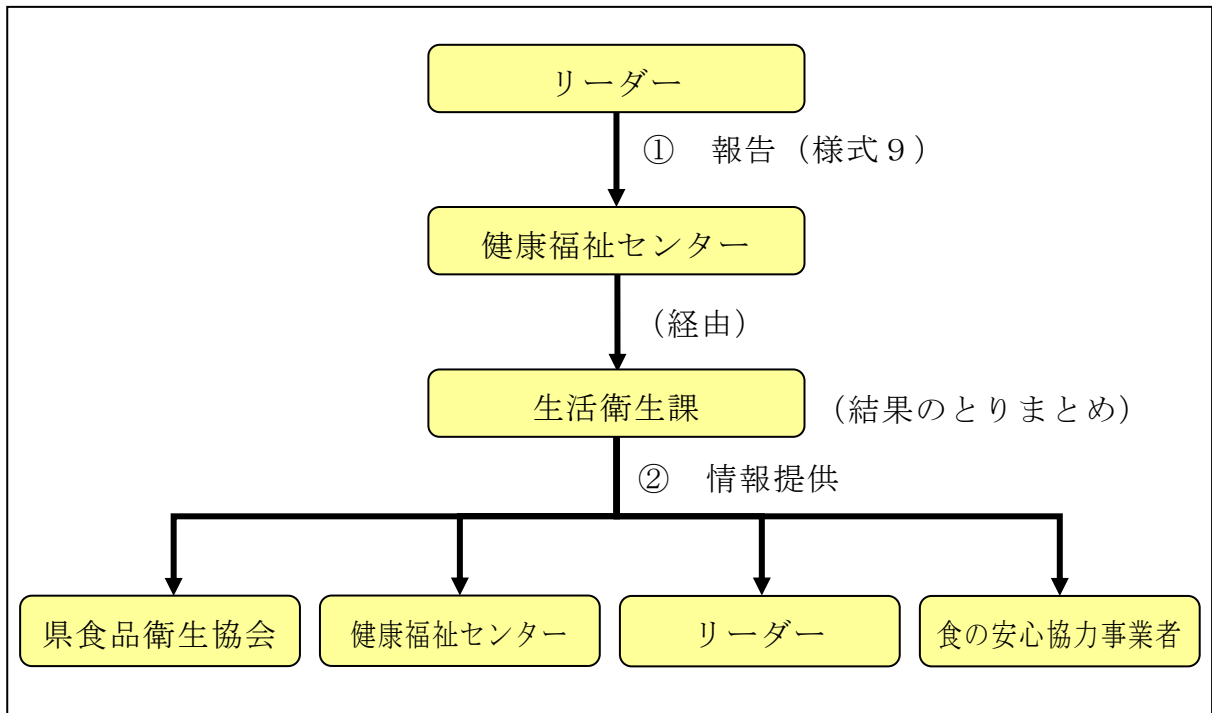 リーダー
①　報告（様式９）
健康福祉センター
（経由）
生活衛生課
（結果のとりまとめ）
②　情報提供
県食品衛生協会
健康福祉センター
リーダー
食の安心協力事業者